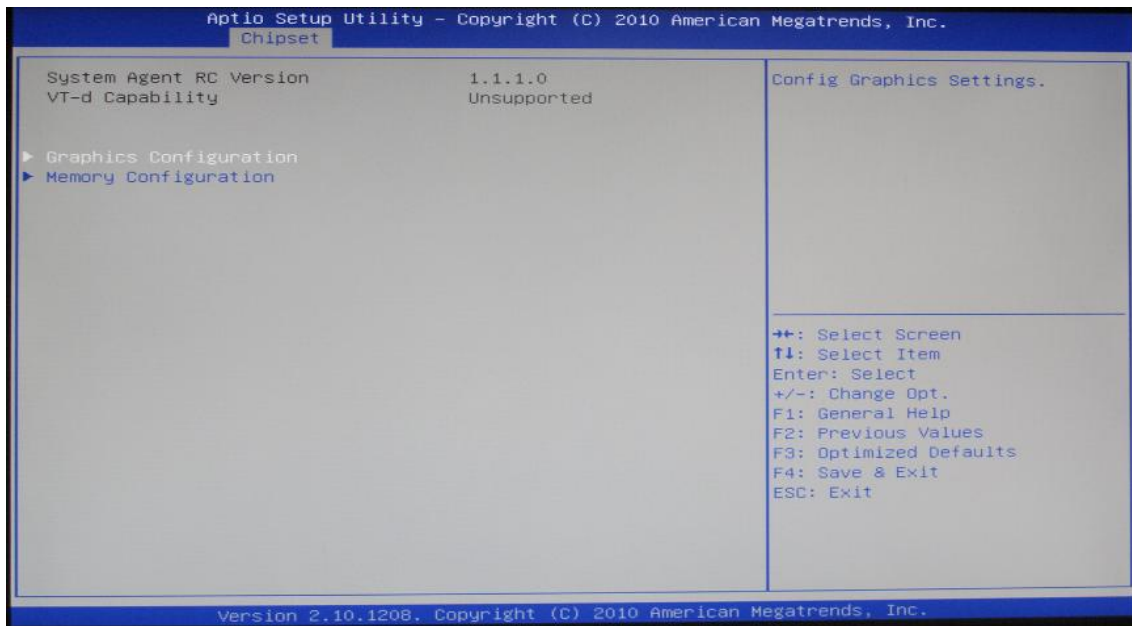 Aptio Setup Utility – Copyright (C) 2010 American Megatrends, Inc.
Chipset
System Agent RC Version 1.1.1.0
VT-d Capability Unsupported
► Graphics Configuration
► Memory Configuration
Config Graphics Settings.
→←: Select Screen
↑↓: Select Item
Enter: Select
+/-: Change Opt.
F1: General Help
F2: Previous Values
F3: Optimized Defaults
F4: Save & Exit
ESC: Exit
Version 2.10.1208. Copyright (C) 2010 American Megatrends, Inc.